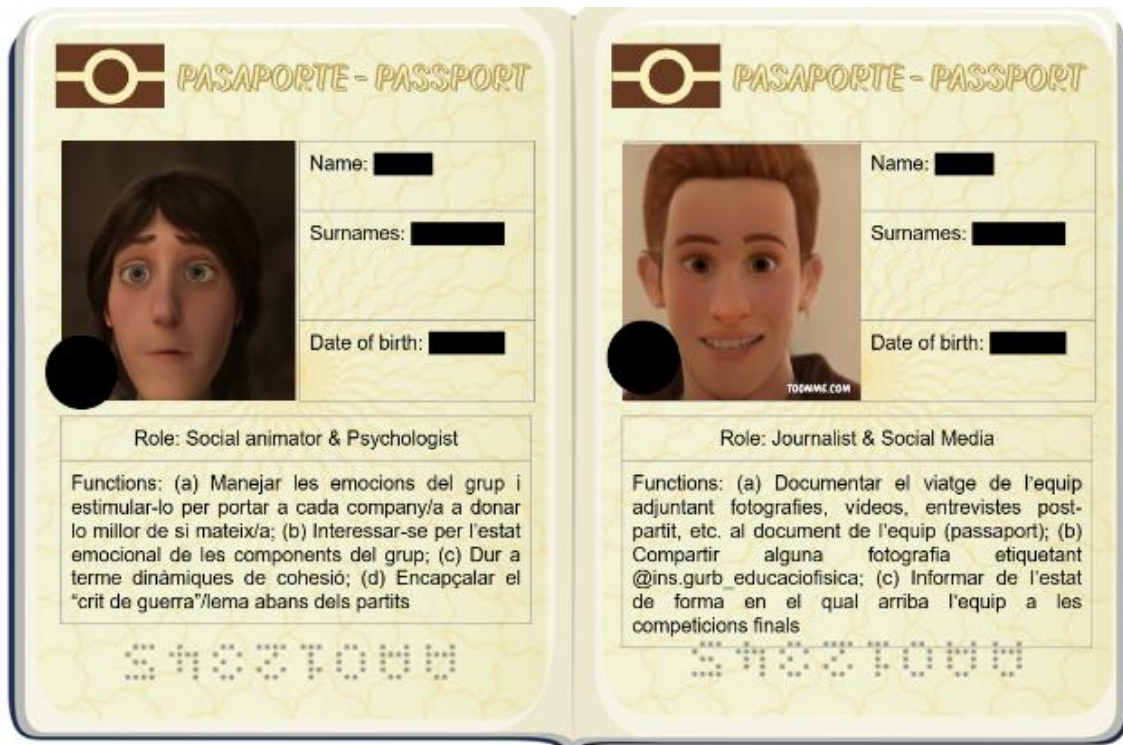 PASAPORTE - PASSPORT
Name:
Surnames:
Date of birth:
Role: Social animator & Psychologist
Functions: (a) Manejar les emocions del grup i
estimular-lo per portar a cada company/a a donar
lo millor de si mateix/a; (b) Interessar-se per l'estat
emocional de les components del grup; (c) Dur a
terme dinàmiques de cohesió; (d) Encapçalar el
“crit de guerra”/lema abans dels partits
PASAPORTE - PASSPORT
Name:
Surnames:
Date of birth:
TOONME.COM
Role: Journalist & Social Media
Functions: (a) Documentar el viatge de l'equip
adjuntant fotografies, vídeos, entrevistes post-
partit, etc. al document de l'equip (passaport); (b)
Compartir alguna fotografia etiquetant
@ins.gurb_educaciofisica; (c) Informar de l'estat
de forma en el qual arriba l'equip a les
competicions finals